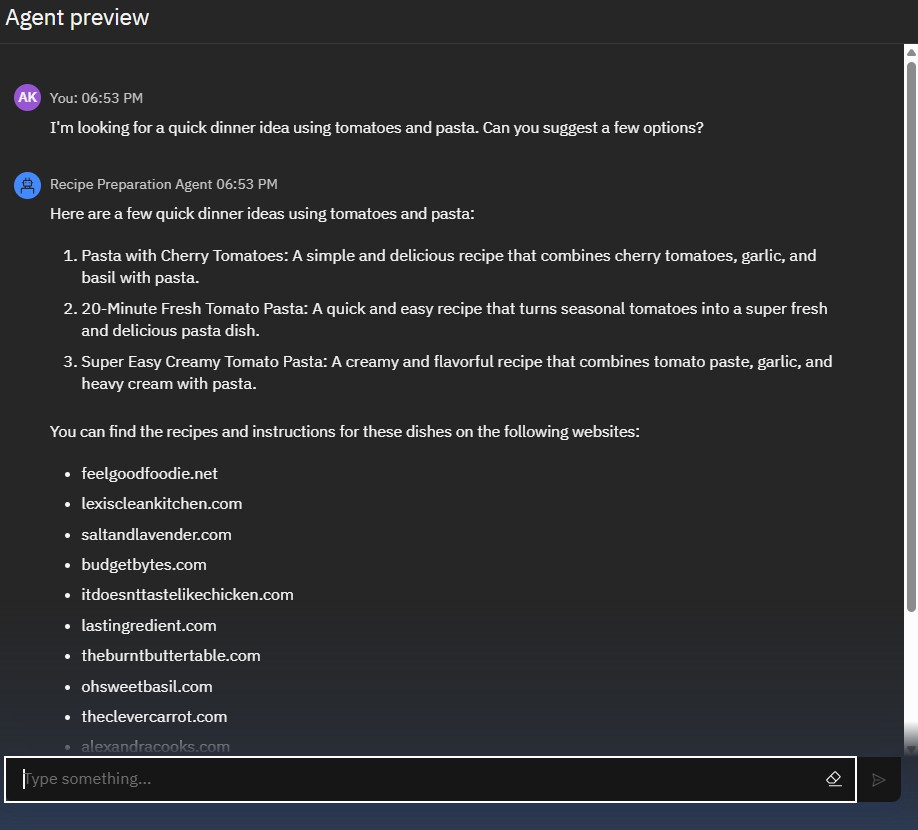 Agent preview
AK
You: 06:53 PM
I'm looking for a quick dinner idea using tomatoes and pasta. Can you suggest a few options?
Recipe Preparation Agent 06:53 PM
Here are a few quick dinner ideas using tomatoes and pasta:
1. Pasta with Cherry Tomatoes: A simple and delicious recipe that combines cherry tomatoes, garlic, and
basil with pasta.
2. 20-Minute Fresh Tomato Pasta: A quick and easy recipe that turns seasonal tomatoes into a super fresh
and delicious pasta dish.
3. Super Easy Creamy Tomato Pasta: A creamy and flavorful recipe that combines tomato paste, garlic, and
heavy cream with pasta.
You can find the recipes and instructions for these dishes on the following websites:
• feelgoodfoodie.net
• lexiscleankitchen.com
• saltandlavender.com
• budgetbytes.com
• itdoesnttastelikechicken.com
• lastingredient.com
• theburntbuttertable.com
• ohsweetbasil.com
• theclevercarrot.com
• alexandracooks.com
Type something...